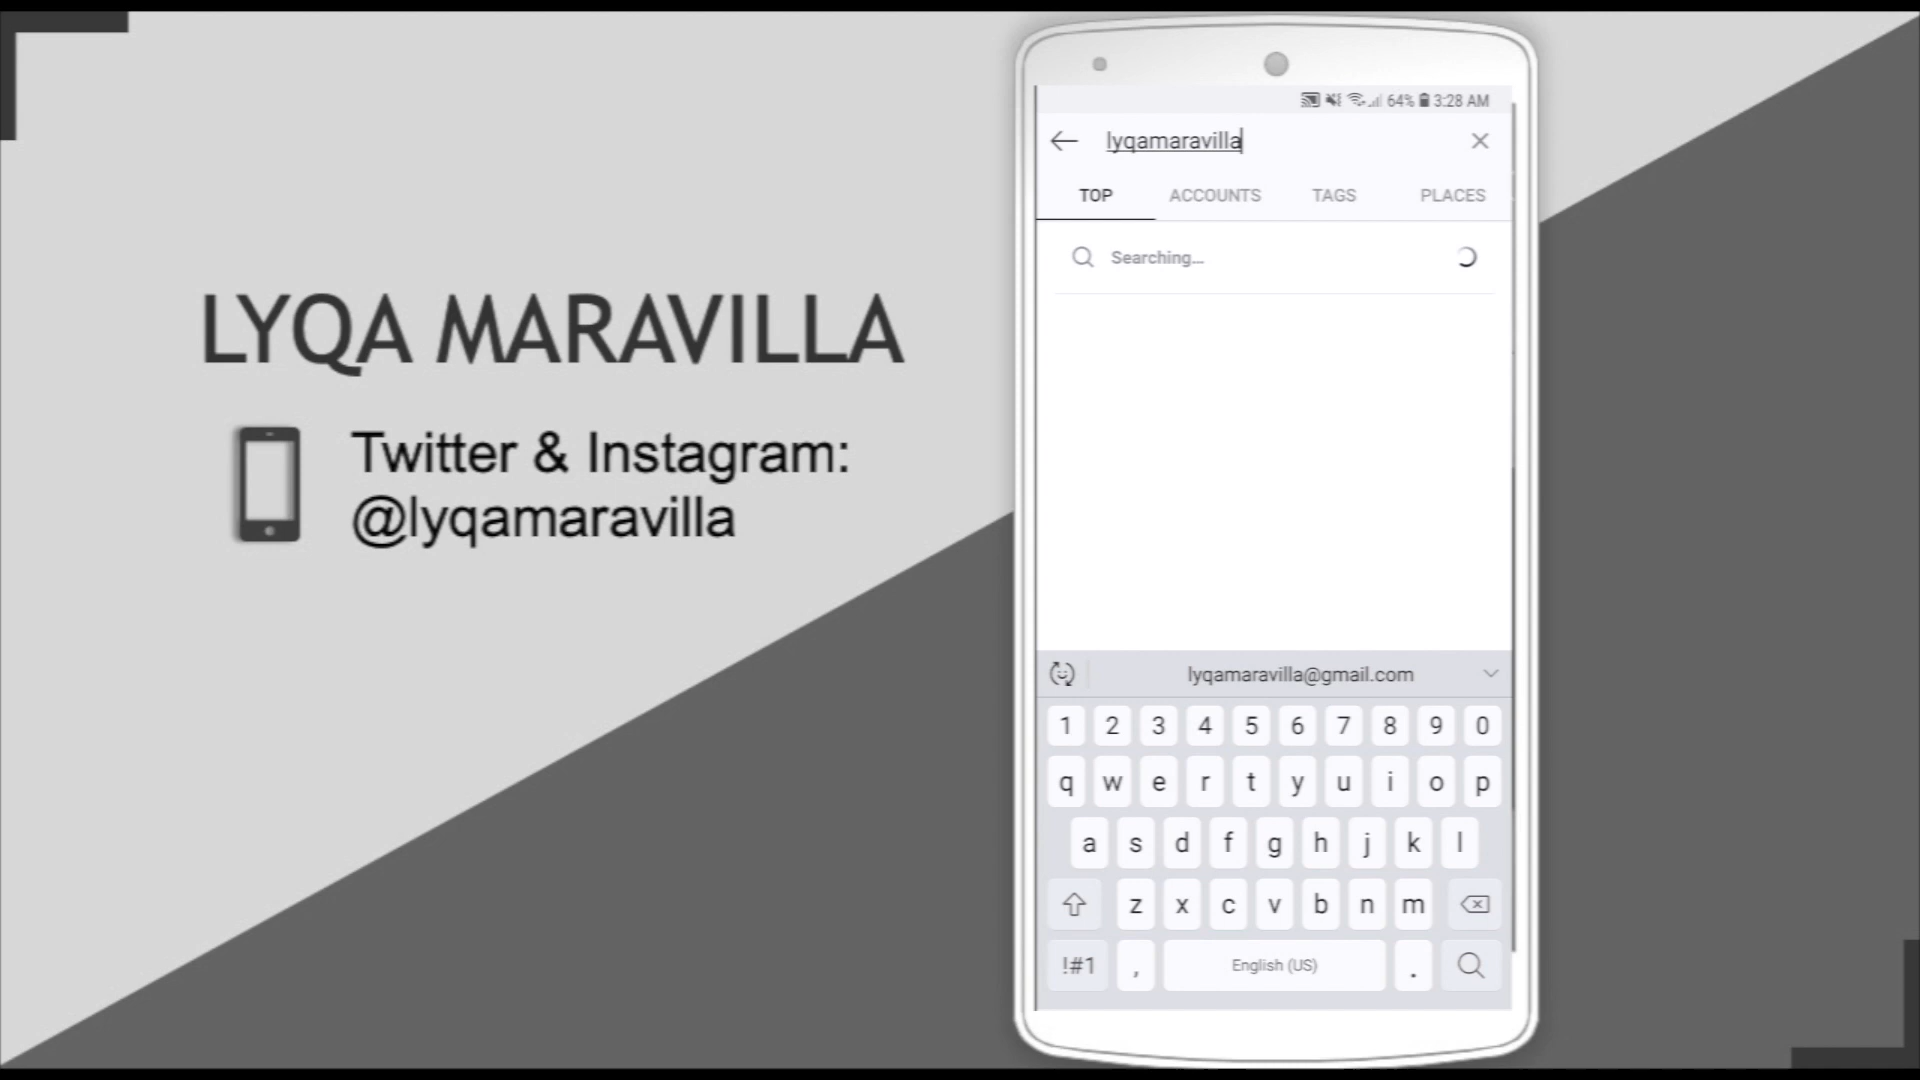 LYQA MARAVILLA
Twitter & Instagram:
@lyqamaravilla
64% 3:28 AM
lyqamaravilla
TOP ACCOUNTS TAGS PLACES
Searching...
lyqamaravilla@gmail.com
1 2 3 4 5 6 7 8 9 0
q w e r t y u i o p
a s d f g h j k l
z x c v b n m
!#1 , English (US) .